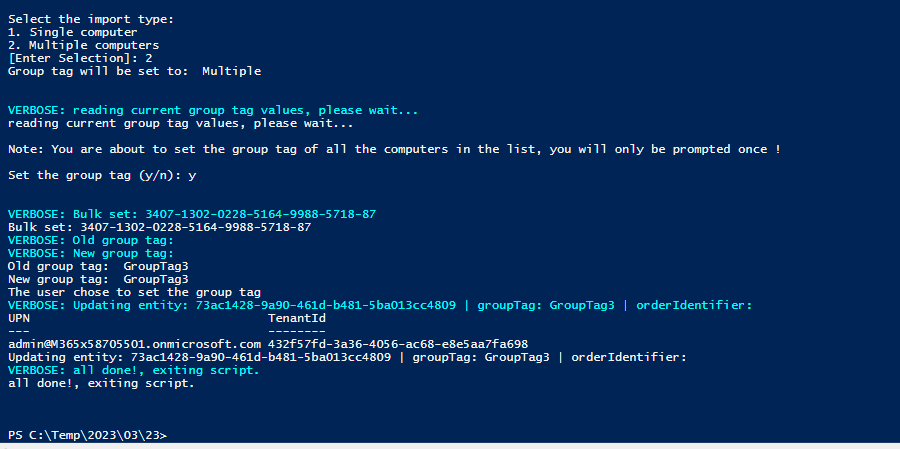 Select the import type:
1. Single computer
2. Multiple computers
[Enter Selection]: 2
Group tag will be set to:  Multiple
VERBOSE: reading current group tag values, please wait...
reading current group tag values, please wait...
Note: You are about to set the group tag of all the computers in the list, you will only be prompted once !
Set the group tag (y/n): y
VERBOSE: Bulk set: 3407-1302-0228-5164-9988-5718-87
Bulk set: 3407-1302-0228-5164-9988-5718-87
VERBOSE: Old group tag:
VERBOSE: New group tag:
Old group tag:  GroupTag3
New group tag:  GroupTag3
The user chose to set the group tag
VERBOSE: Updating entity: 73ac1428-9a90-461d-b481-5ba013cc4809 | groupTag: GroupTag3 | orderIdentifier:
UPN                                 TenantId
---                                 --------
admin@M365x58705501.onmicrosoft.com 432f57fd-3a36-4056-ac68-e8e5aa7fa698
Updating entity: 73ac1428-9a90-461d-b481-5ba013cc4809 | groupTag: GroupTag3 | orderIdentifier:
VERBOSE: all done!, exiting script.
all done!, exiting script.
PS C:\Temp\2023\03\23>